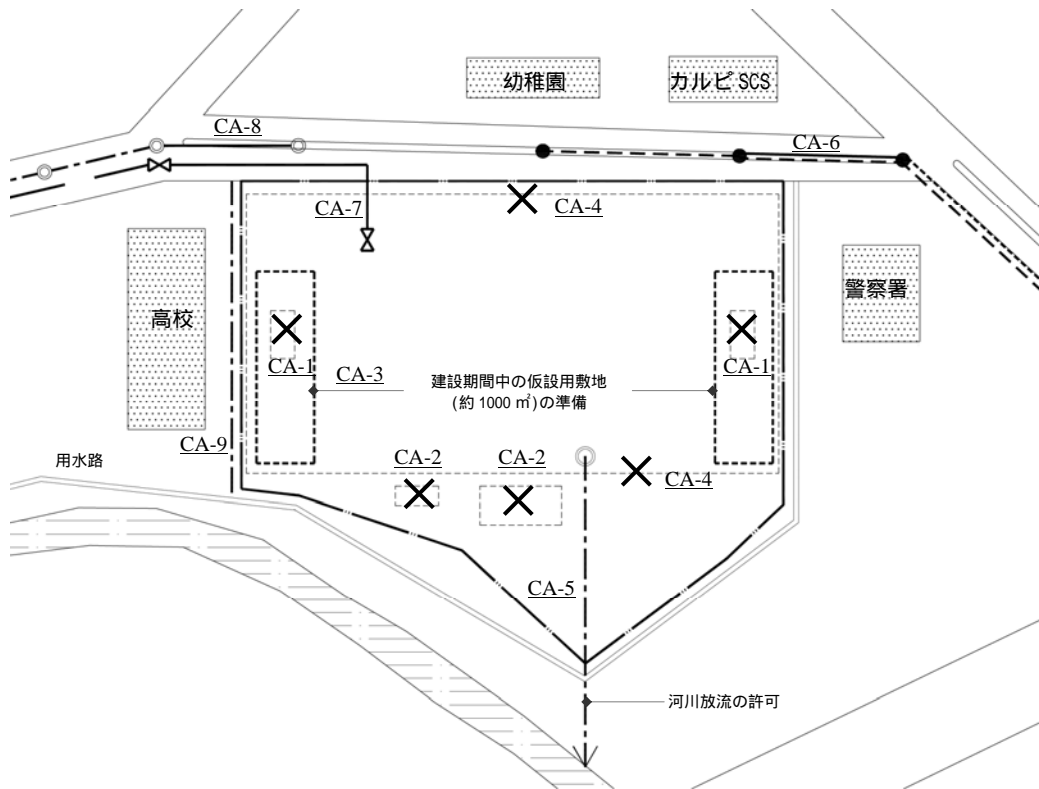 幼稚園
カルピ SCS
CA-8
CA-6
CA-7
CA-4
高校
警察署
CA-1
CA-3
建設期間中の仮設用敷地
(約 1000 ㎡)の準備
CA-1
CA-9
用水路
CA-2
CA-2
CA-4
CA-5
河川放流の許可